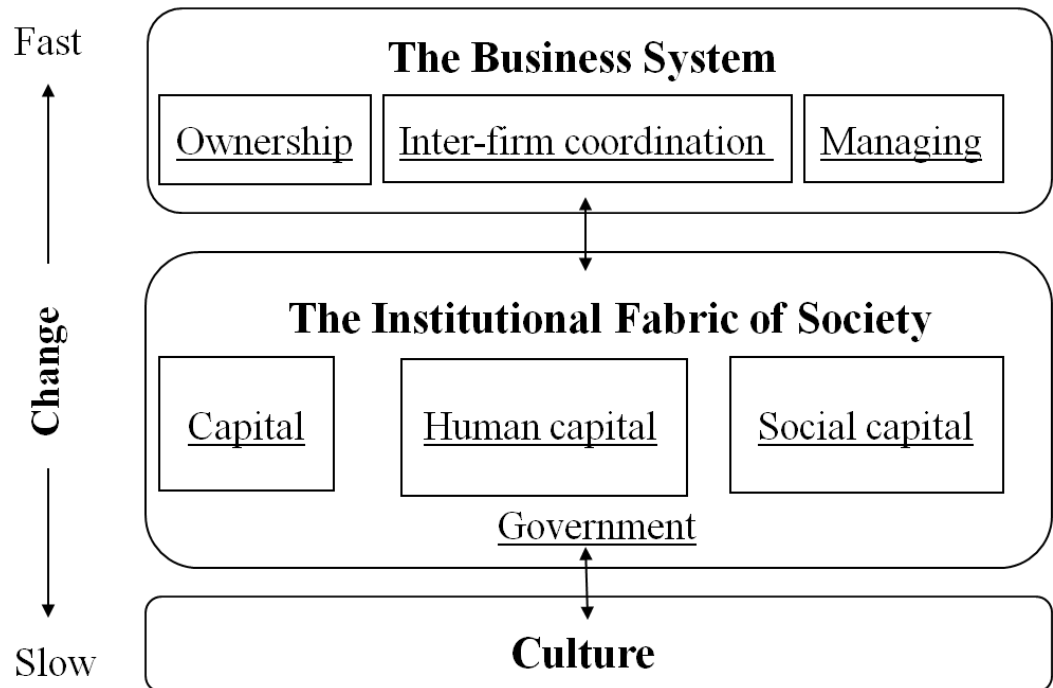 Fast
The Business System
Ownership
Inter-firm coordination
Managing
Change
The Institutional Fabric of Society
Capital
Human capital
Social capital
Government
Slow
Culture